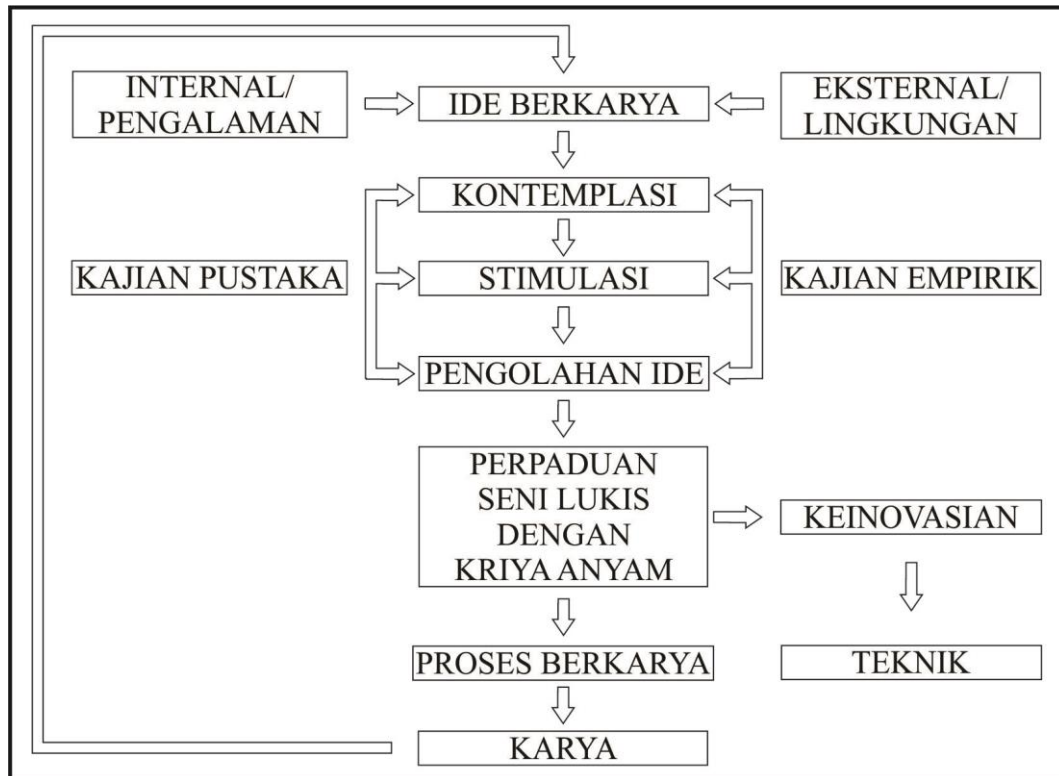 INTERNAL/
PENGALAMAN
IDE BERKARYA
EKSTERNAL/
LINGKUNGAN
KONTEMPLASI
KAJIAN PUSTAKA
STIMULASI
KAJIAN EMPIRIK
PENGOLAHAN IDE
PERPADUAN
SENI LUKIS
DENGAN
KRIYA ANYAM
KEINOVASIAN
PROSES BERKARYA
TEKNIK
KARYA